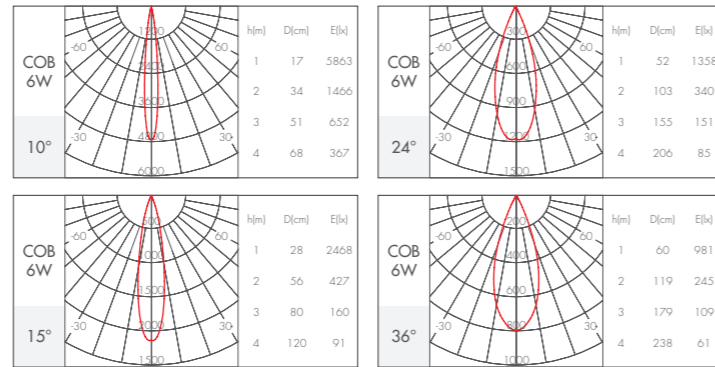 COB
6W
10°
1200
2400
3600
4800
6000
-60
60
-30
30
h(m) D(cm) E(lx)
1 17 5863
2 34 1466
3 51 652
4 68 367
COB
6W
24°
300
600
900
1200
1500
-60
60
-30
30
h(m) D(cm) E(lx)
1 52 1358
2 103 340
3 155 151
4 206 85
COB
6W
15°
500
1000
1500
2000
1500
-60
60
-30
30
h(m) D(cm) E(lx)
1 28 2468
2 56 427
3 80 160
4 120 91
COB
6W
36°
200
400
600
800
1000
-60
60
-30
30
h(m) D(cm) E(lx)
1 60 981
2 119 245
3 179 109
4 238 61